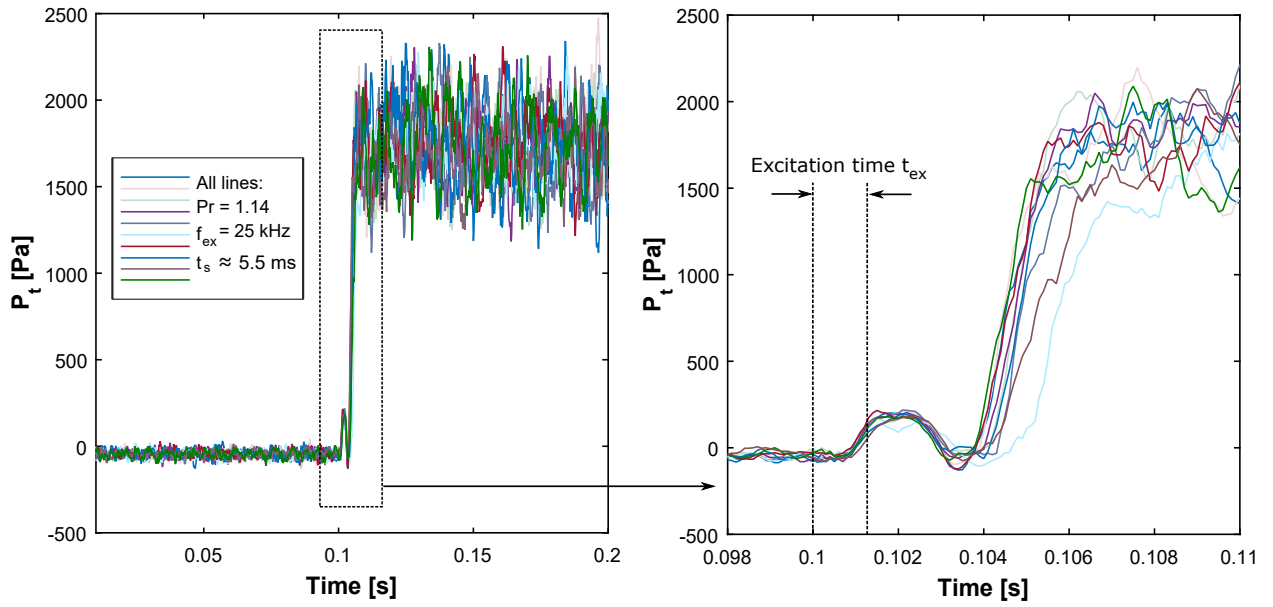 2500
2000
1500
1000
500
0
-500
P_t [Pa]
All lines:
Pr = 1.14
f_ex = 25 kHz
t_s ≈ 5.5 ms
0.05
0.1
0.15
0.2
Time [s]
2500
2000
1500
1000
500
0
-500
P_t [Pa]
Excitation time t_ex
0.098
0.1
0.102
0.104
0.106
0.108
0.11
Time [s]